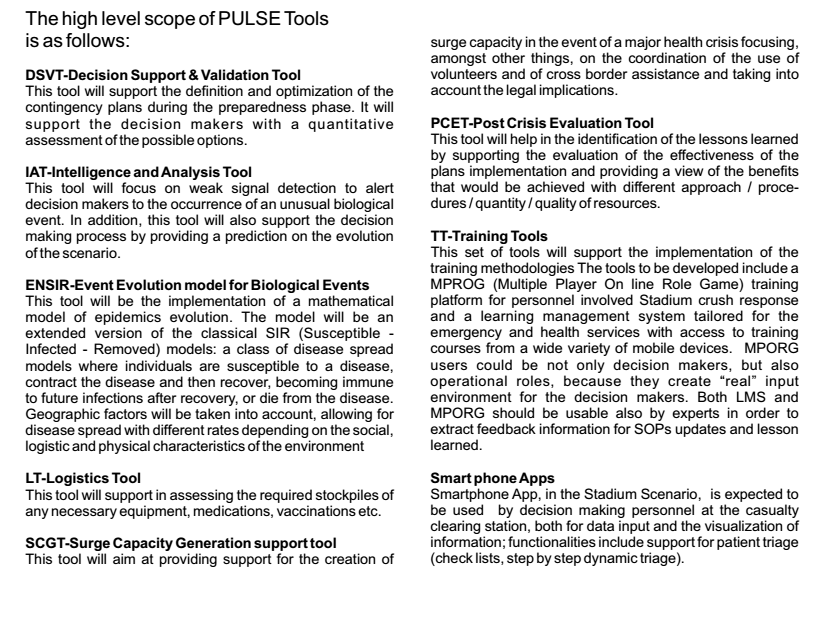 The high level scope of PULSE Tools
is as follows:
DSVT-Decision Support & Validation Tool
This tool will support the definition and optimization of the
contingency plans during the preparedness phase. It will
support the decision makers with a quantitative
assessment of the possible options.
IAT-Intelligence and Analysis Tool
This tool will focus on weak signal detection to alert
decision makers to the occurrence of an unusual biological
event. In addition, this tool will also support the decision
making process by providing a prediction on the evolution
of the scenario.
ENSIR-Event Evolution model for Biological Events
This tool will be the implementation of a mathematical
model of epidemics evolution. The model will be an
extended version of the classical SIR (Susceptible -
Infected - Removed) models: a class of disease spread
models where individuals are susceptible to a disease,
contract the disease and then recover, becoming immune
to future infections after recovery, or die from the disease.
Geographic factors will be taken into account, allowing for
disease spread with different rates depending on the social,
logistic and physical characteristics of the environment
LT-Logistics Tool
This tool will support in assessing the required stockpiles of
any necessary equipment, medications, vaccinations etc.
SCGT-Surge Capacity Generation support tool
This tool will aim at providing support for the creation of
surge capacity in the event of a major health crisis focusing,
amongst other things, on the coordination of the use of
volunteers and of cross border assistance and taking into
account the legal implications.
PCET-Post Crisis Evaluation Tool
This tool will help in the identification of the lessons learned
by supporting the evaluation of the effectiveness of the
plans implementation and providing a view of the benefits
that would be achieved with different approach / proce-
dures / quantity / quality of resources.
TT-Training Tools
This set of tools will support the implementation of the
training methodologies The tools to be developed include a
MPROG (Multiple Player On line Role Game) training
platform for personnel involved Stadium crush response
and a learning management system tailored for the
emergency and health services with access to training
courses from a wide variety of mobile devices. MPORG
users could be not only decision makers, but also
operational roles, because they create “real” input
environment for the decision makers. Both LMS and
MPORG should be usable also by experts in order to
extract feedback information for SOPs updates and lesson
learned.
Smart phone Apps
Smartphone App, in the Stadium Scenario, is expected to
be used by decision making personnel at the casualty
clearing station, both for data input and the visualization of
information; functionalities include support for patient triage
(check lists, step by step dynamic triage).